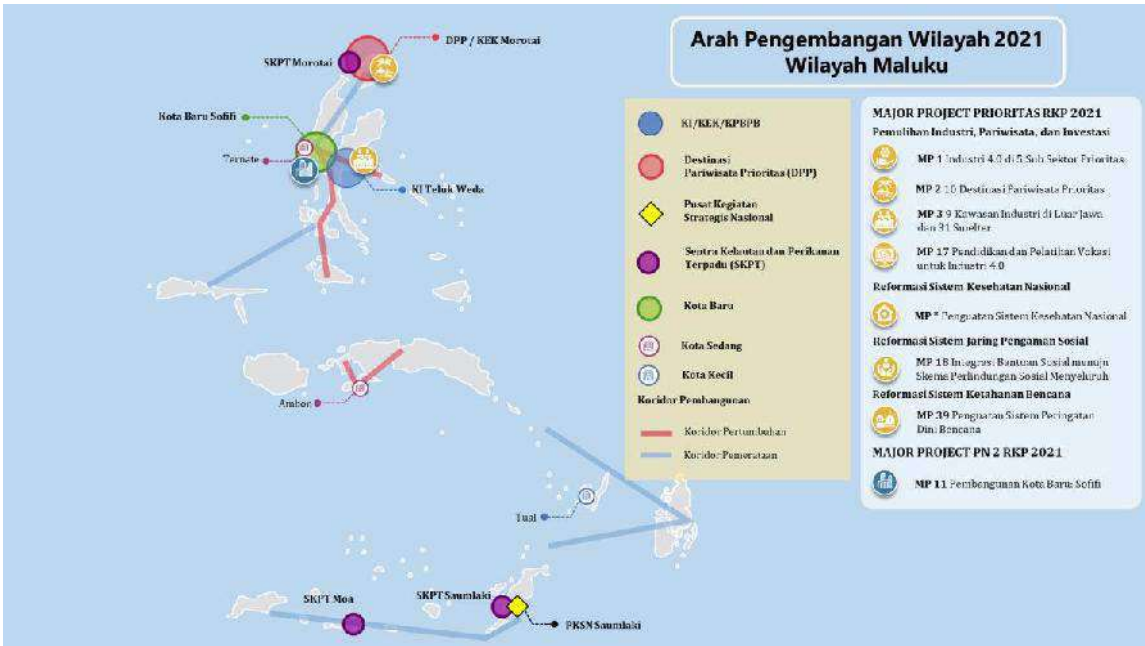 Arah Pengembangan Wilayah 2021
Wilayah Maluku
DPP / KEK Morotai
SKPT Morotai
Kota Baru Sofifi
Ternate
KI Teluk Weda
Ambon
Tual
SKPT Moa
SKPT Saumlaki
PKSN Saumlaki
KI/KEK/KPBPB
Destinasi
Pariwisata Prioritas (DPP)
Pusat Kegiatan
Strategis Nasional
Sentra Kelautan dan Perikanan
Terpadu (SKPT)
Kota Baru
Kota Sedang
Kota Kecil
Koridor Pembangunan
Koridor Pertumbuhan
Koridor Pemerataan
MAJOR PROJECT PRIORITAS RKP 2021
Pemulihan Industri, Pariwisata, dan Investasi
MP 1 Industri 4.0 di 5 Sub Sektor Prioritas
MP 2 10 Destinasi Pariwisata Prioritas
MP 3 9 Kawasan Industri di Luar Jawa
dan 31 Smelter
MP 17 Pendidikan dan Pelatihan Vokasi
untuk Industri 4.0
Reformasi Sistem Kesehatan Nasional
MP * Penguatan Sistem Kesehatan Nasional
Reformasi Sistem Jaring Pengaman Sosial
MP 18 Integrasi Bantuan Sosial menuju
Skema Perlindungan Sosial Menyeluruh
Reformasi Sistem Ketahanan Bencana
MP 39 Penguatan Sistem Peringatan
Dini Bencana
MAJOR PROJECT PN 2 RKP 2021
MP 11 Pembangunan Kota Baru: Sofifi